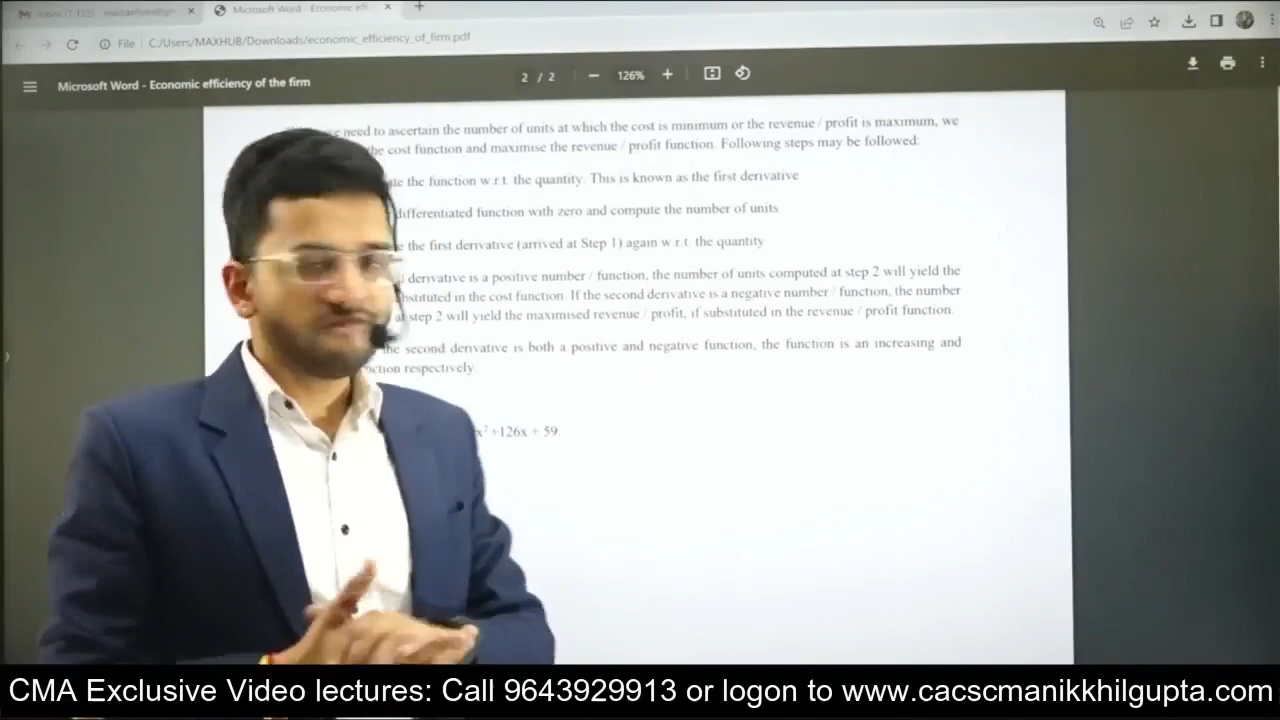 Microsoft Word - Economic eff
File | C:/Users/MAXHUB/Downloads/economic_efficiency_of_firm.pdf
Microsoft Word - Economic efficiency of the firm
2 / 2
126%
need to ascertain the number of units at which the cost is minimum or the revenue / profit is maximum, we
the cost function and maximise the revenue / profit function. Following steps may be followed:
the function w.r.t. the quantity. This is known as the first derivative
differentiated function with zero and compute the number of units
the first derivative (arrived at Step 1) again w.r.t. the quantity
derivative is a positive number / function, the number of units computed at step 2 will yield the
in the cost function. If the second derivative is a negative number / function, the number
at step 2 will yield the maximised revenue / profit, if substituted in the revenue / profit function.
the second derivative is both a positive and negative function, the function is an increasing and
respectively.
x² +126x + 59.
CMA Exclusive Video lectures: Call 9643929913 or logon to www.cacscmanikkhilgupta.com